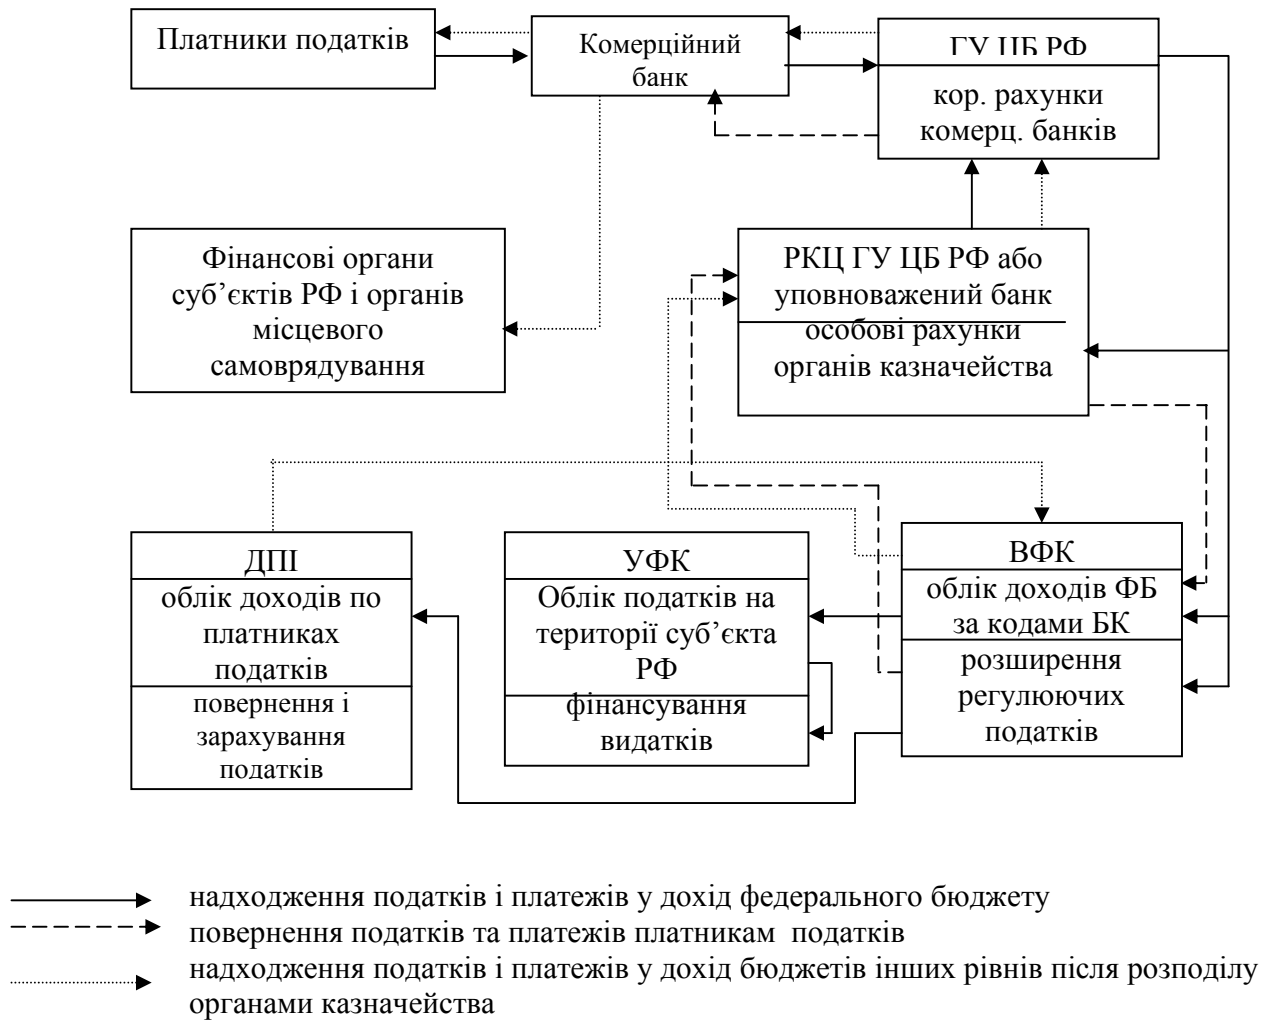 Платники податків
Комерційний
банк
ГУ ЦБ РФ
кор. рахунки
комерц. банків
Фінансові органи
суб’єктів РФ і органів
місцевого
самоврядування
РКЦ ГУ ЦБ РФ або
уповноважений банк
особові рахунки
органів казначейства
ДПІ
облік доходів по
платниках
податків
повернення і
зарахування
податків
УФК
Облік податків на
території суб’єкта
РФ
фінансування
видатків
ВФК
облік доходів ФБ
за кодами БК
розширення
регулюючих
податків
надходження податків і платежів у дохід федерального бюджету
повернення податків та платежів платникам податків
надходження податків і платежів у дохід бюджетів інших рівнів після розподілу
органами казначейства